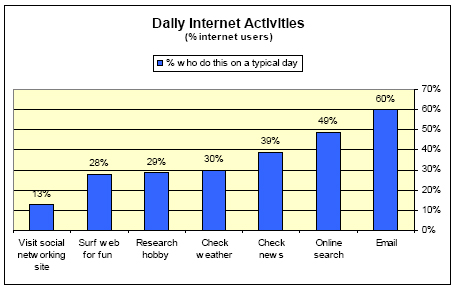 Daily Internet Activities
(% internet users)
% who do this on a typical day
70%
60%
50%
40%
30%
20%
10%
0%
13%
28%
29%
30%
39%
49%
60%
Visit social
networking
site
Surf web
for fun
Research
hobby
Check
weather
Check
news
Online
search
Email